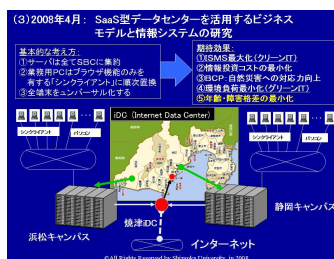 (３)2008年4月： SaaS型データセンターを活用するビジネス
モデルと情報システムの研究
基本的な考え方：
①サーバは全てSBCに集約
②業務用PCはブラウザ機能のみを
有する「シンクライアント」に順次置換
③全端末をユニバーサル化する
期待効果：
①ISMS最大化(クリーンIT)
②情報投資コストの最小化
③BCP:自然災害への対応力向上
④環境負荷最小化(グリーンIT)
⑤年齢・障害格差の最小化
iDC (Internet Data Center)
シンクライアント
パソコン
シンクライアント
パソコン
焼津iDC
浜松キャンパス
静岡キャンパス
インターネット
©All Rights Reserved by Shizuoka University in 2008